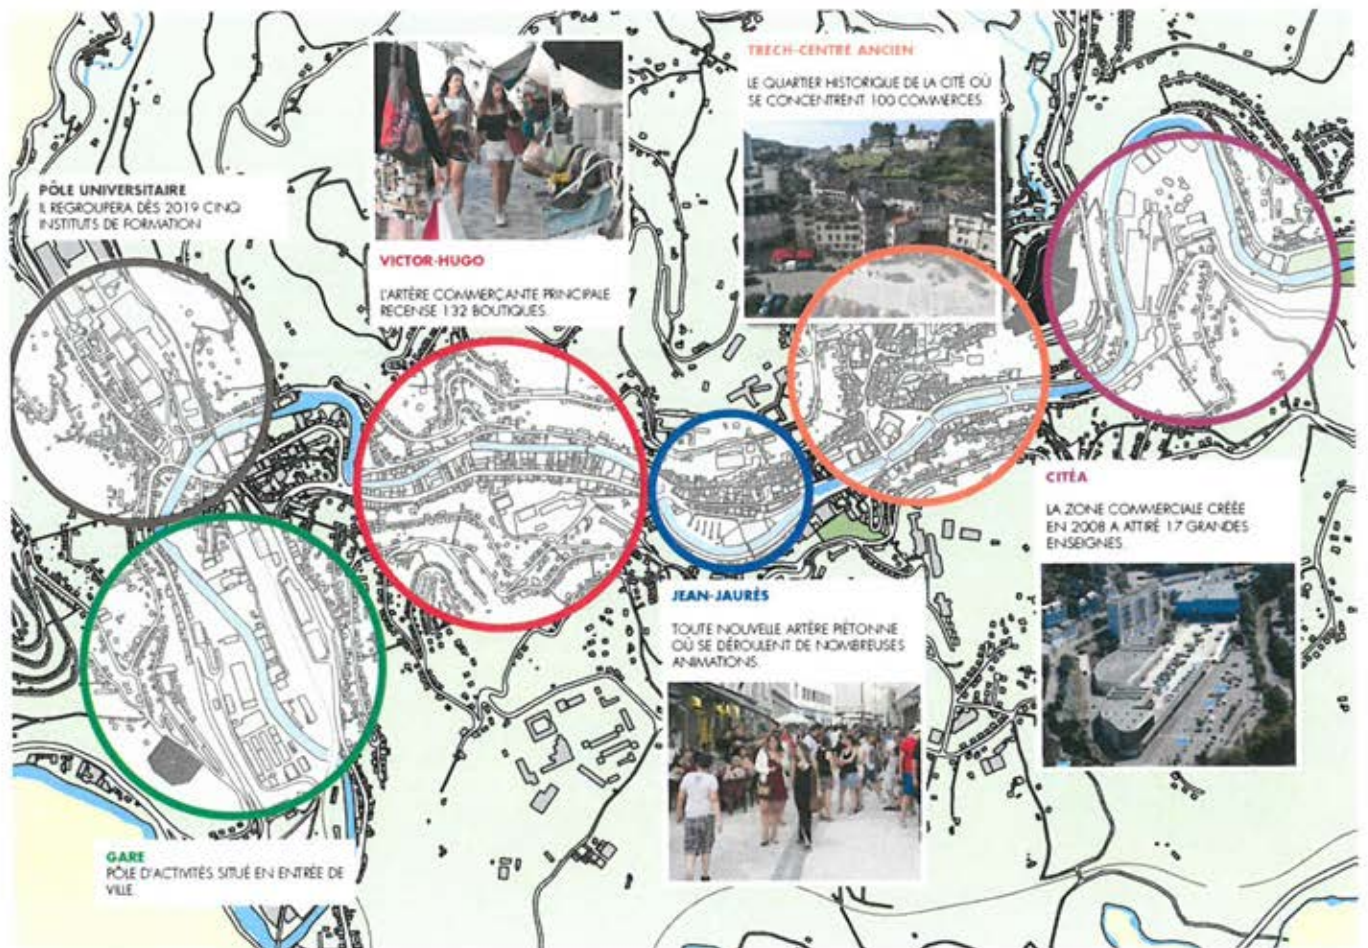 PÔLE UNIVERSITAIRE
IL REGROUPERA DÈS 2019 CINQ
INSTITUTS DE FORMATION
VICTOR-HUGO
L'ARTÈRE COMMERÇANTE PRINCIPALE
RECENSE 132 BOUTIQUES.
TRECH-CENTRE ANCIEN
LE QUARTIER HISTORIQUE DE LA CITÉ OÙ
SE CONCENTRENT 100 COMMERCES.
CITÉA
LA ZONE COMMERCIALE CRÉÉE
EN 2008 A ATTIRÉ 17 GRANDES
ENSEIGNES.
JEAN-JAURÈS
TOUTE NOUVELLE ARTÈRE PIÉTONNE
OÙ SE DÉROULENT DE NOMBREUSES
ANIMATIONS.
GARE
PÔLE D'ACTIVITÉS SITUÉ EN ENTRÉE DE
VILLE.